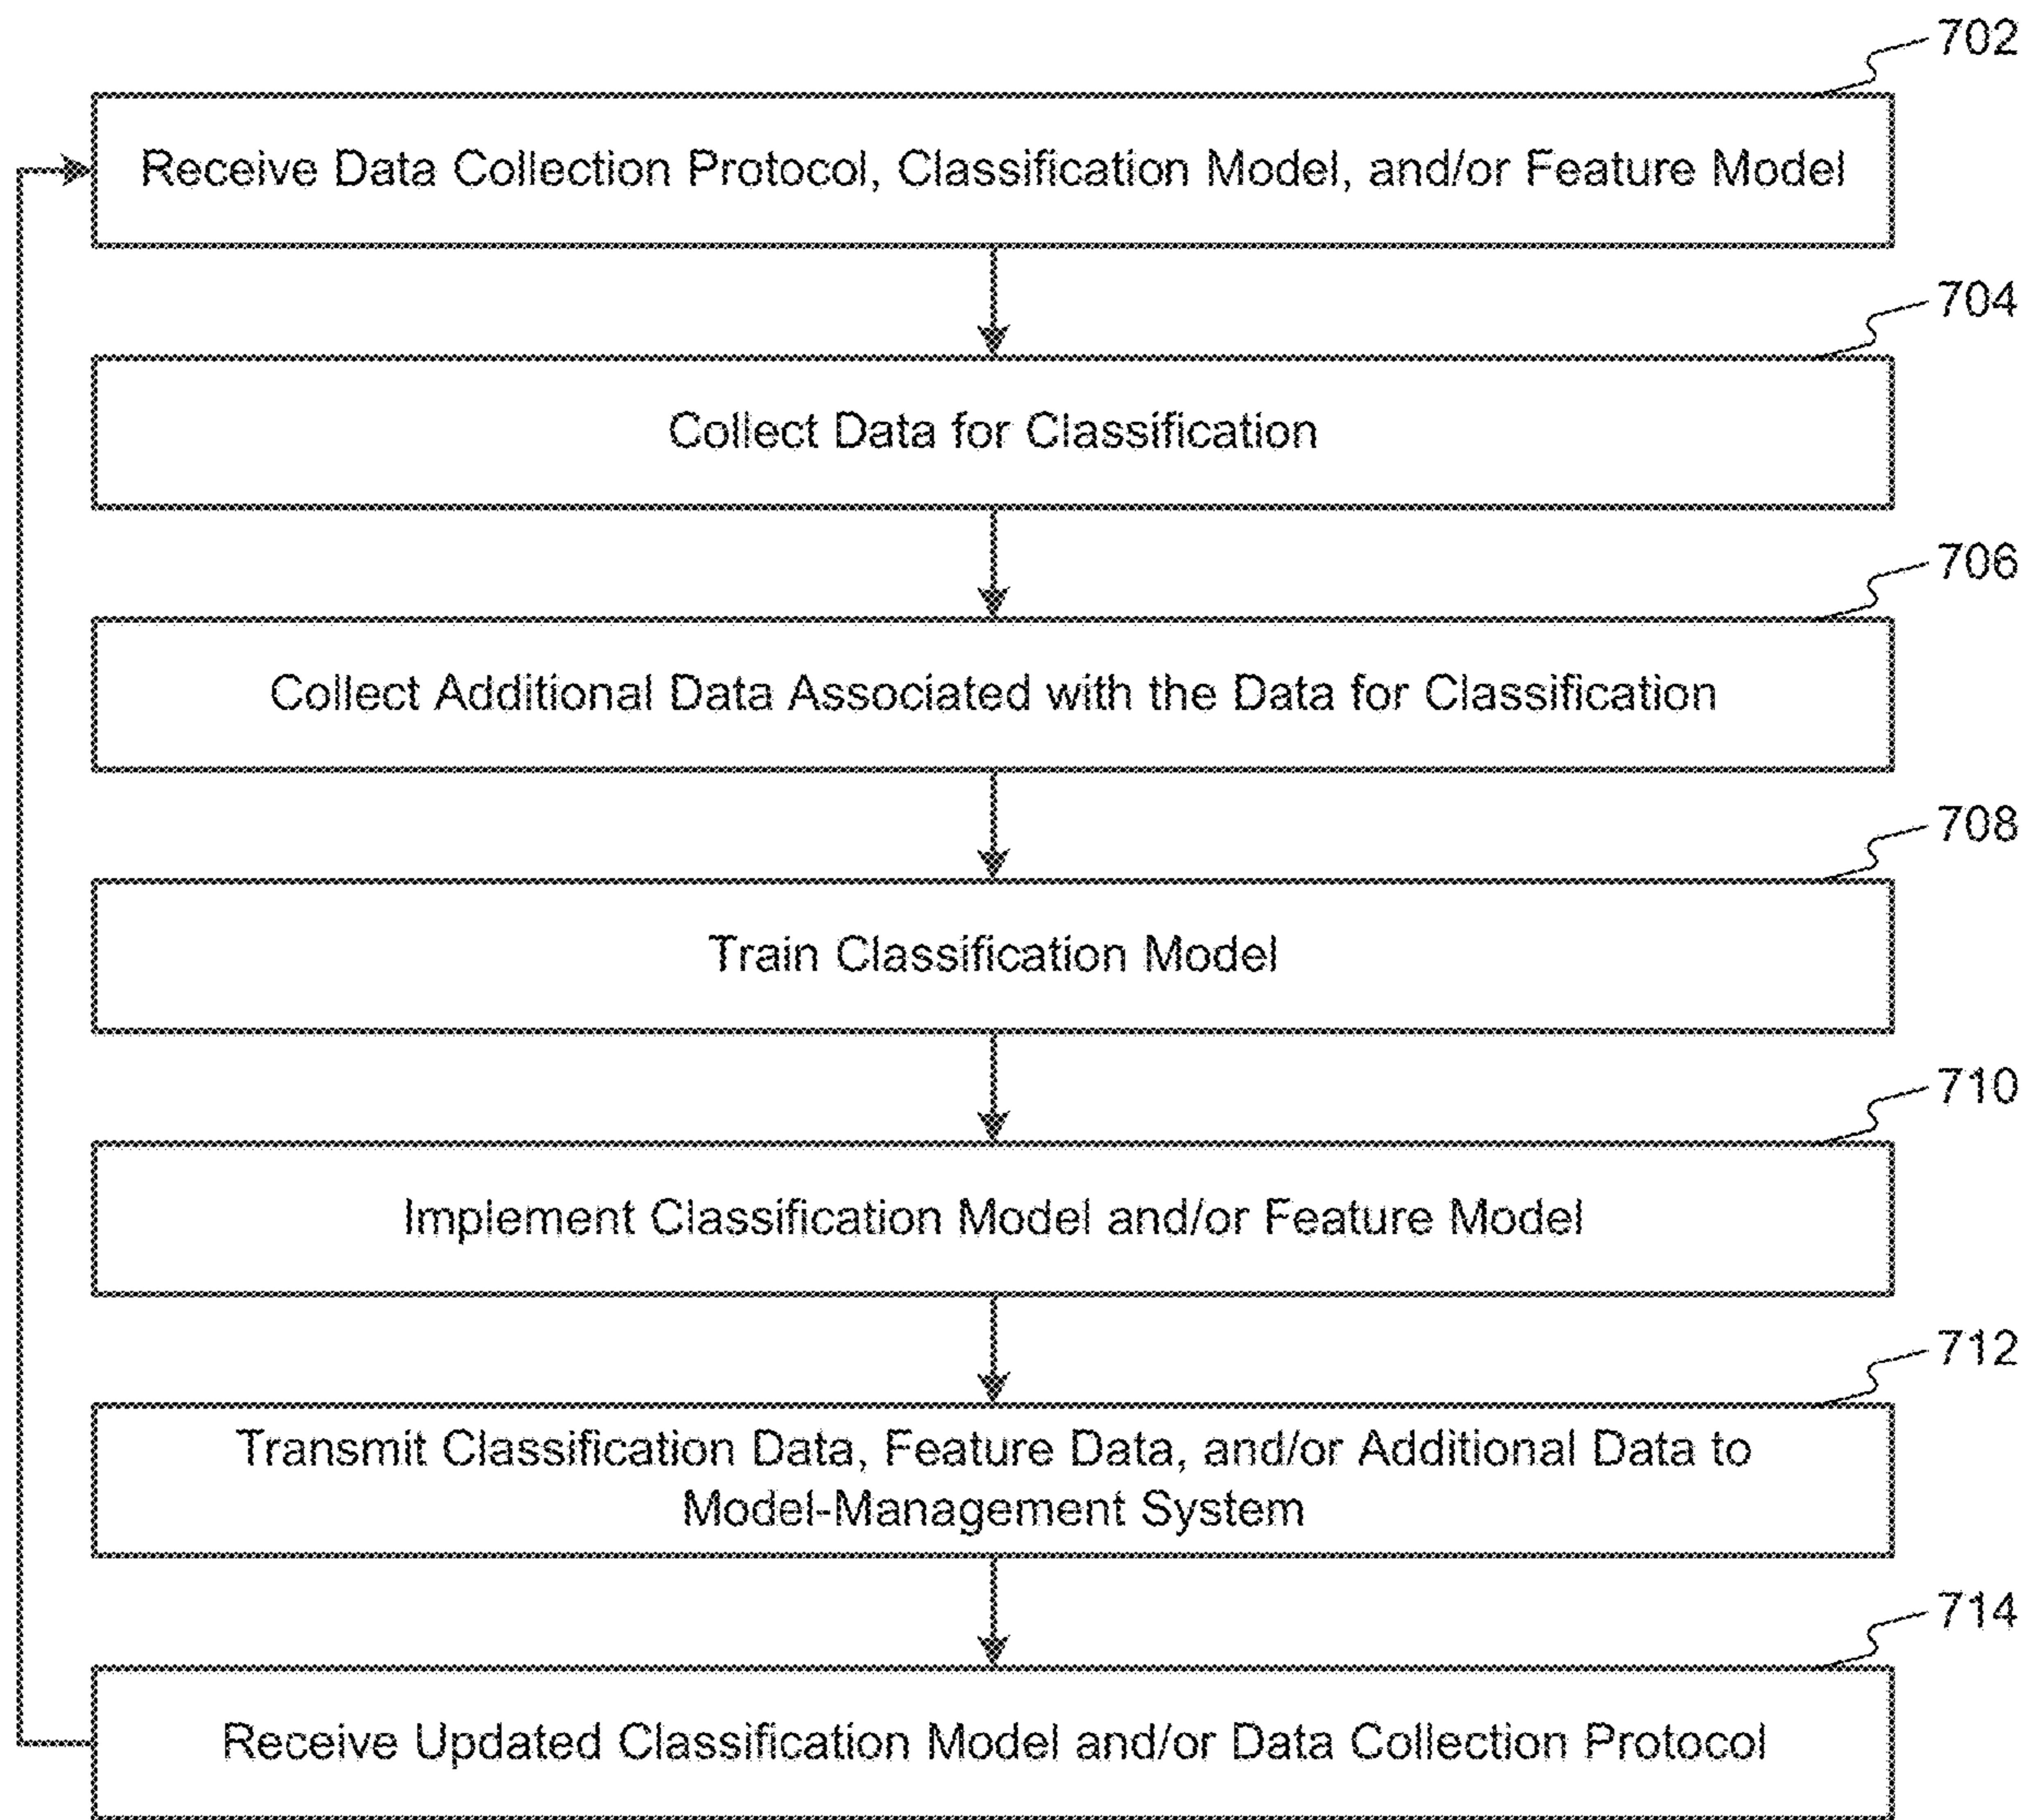 702
Receive Data Collection Protocol, Classification Model, and/or Feature Model
704
Collect Data for Classification
706
Collect Additional Data Associated with the Data for Classification
708
Train Classification Model
710
Implement Classification Model and/or Feature Model
712
Transmit Classification Data, Feature Data, and/or Additional Data to
Model-Management System
714
Receive Updated Classification Model and/or Data Collection Protocol